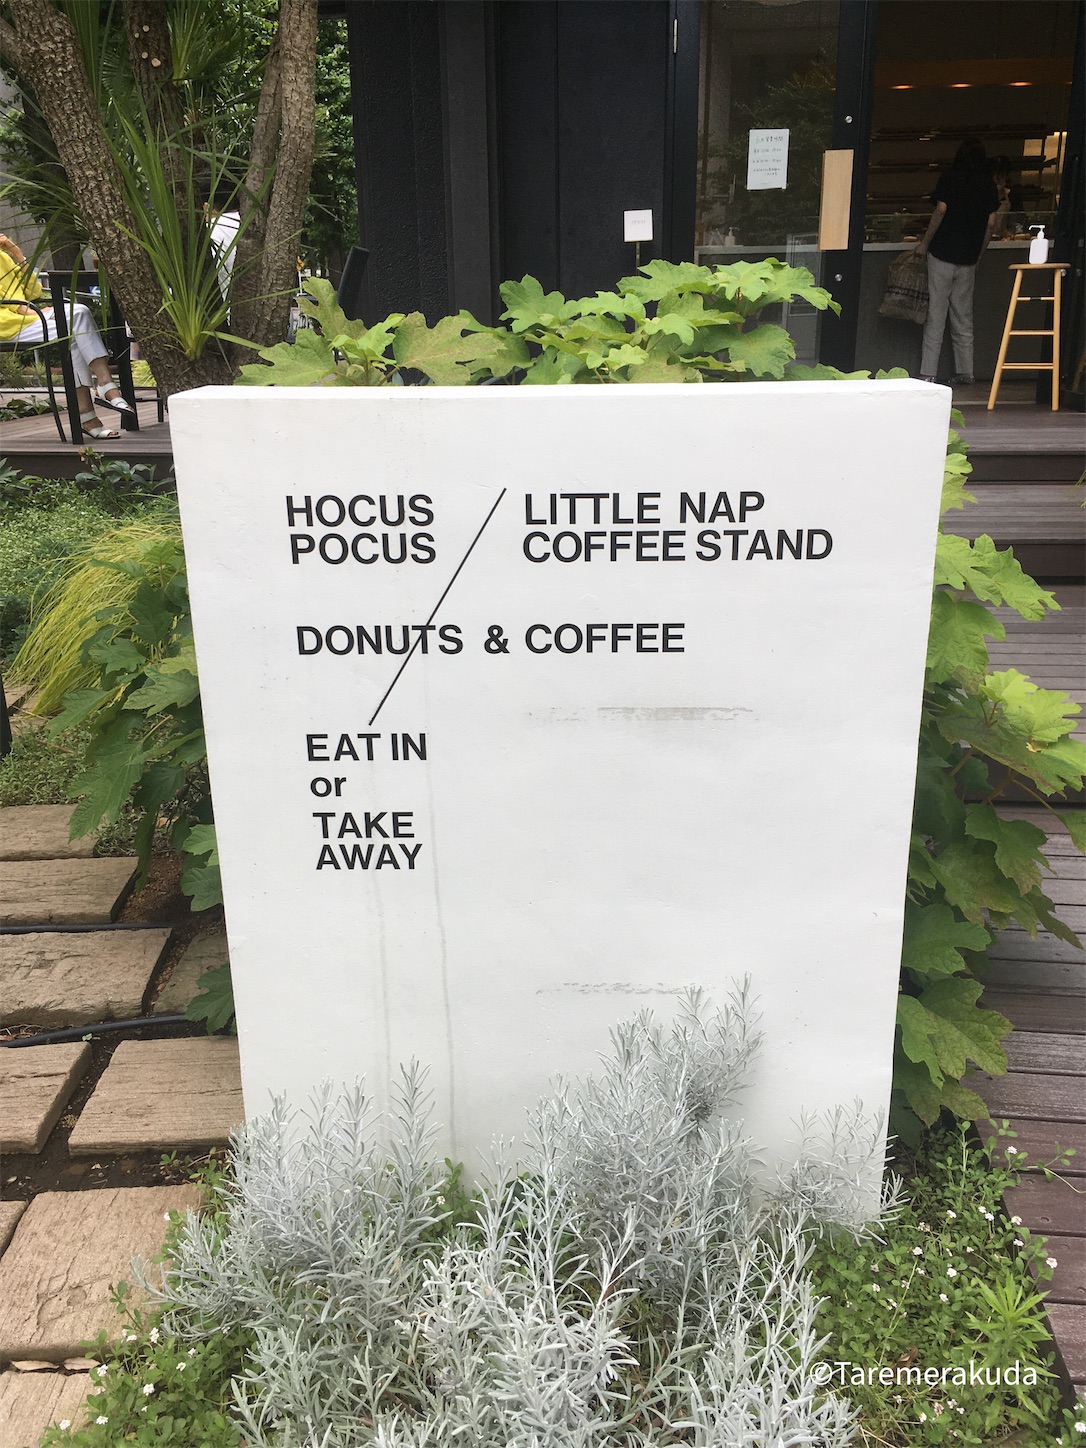 HOCUS
POCUS
LITTLE NAP
COFFEE STAND
DONUTS & COFFEE
EAT IN
or
TAKE
AWAY
©Taremerakuda